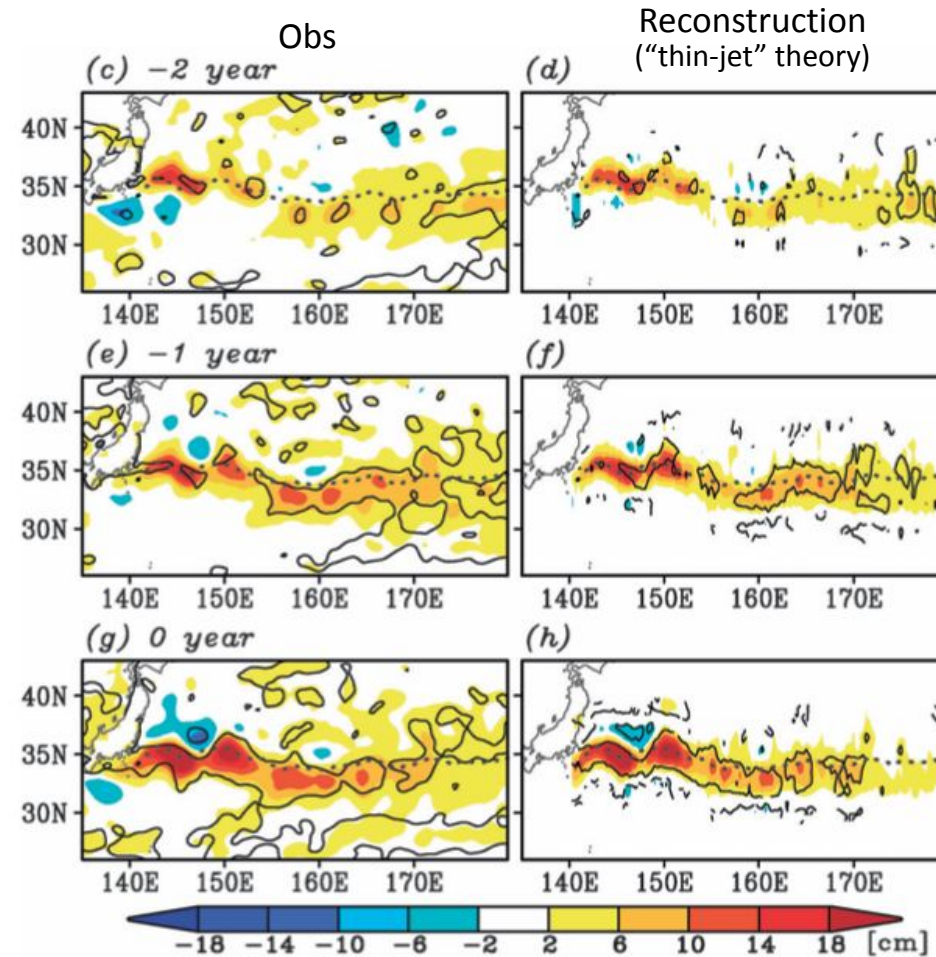 Obs
Reconstruction
(“thin-jet” theory)
(c) −2 year
(d)
40N
35N
30N
140E 150E 160E 170E
140E 150E 160E 170E
(e) −1 year
(f)
40N
35N
30N
140E 150E 160E 170E
140E 150E 160E 170E
(g) 0 year
(h)
40N
35N
30N
140E 150E 160E 170E
140E 150E 160E 170E
−18 −14 −10 −6 −2 2 6 10 14 18 [cm]